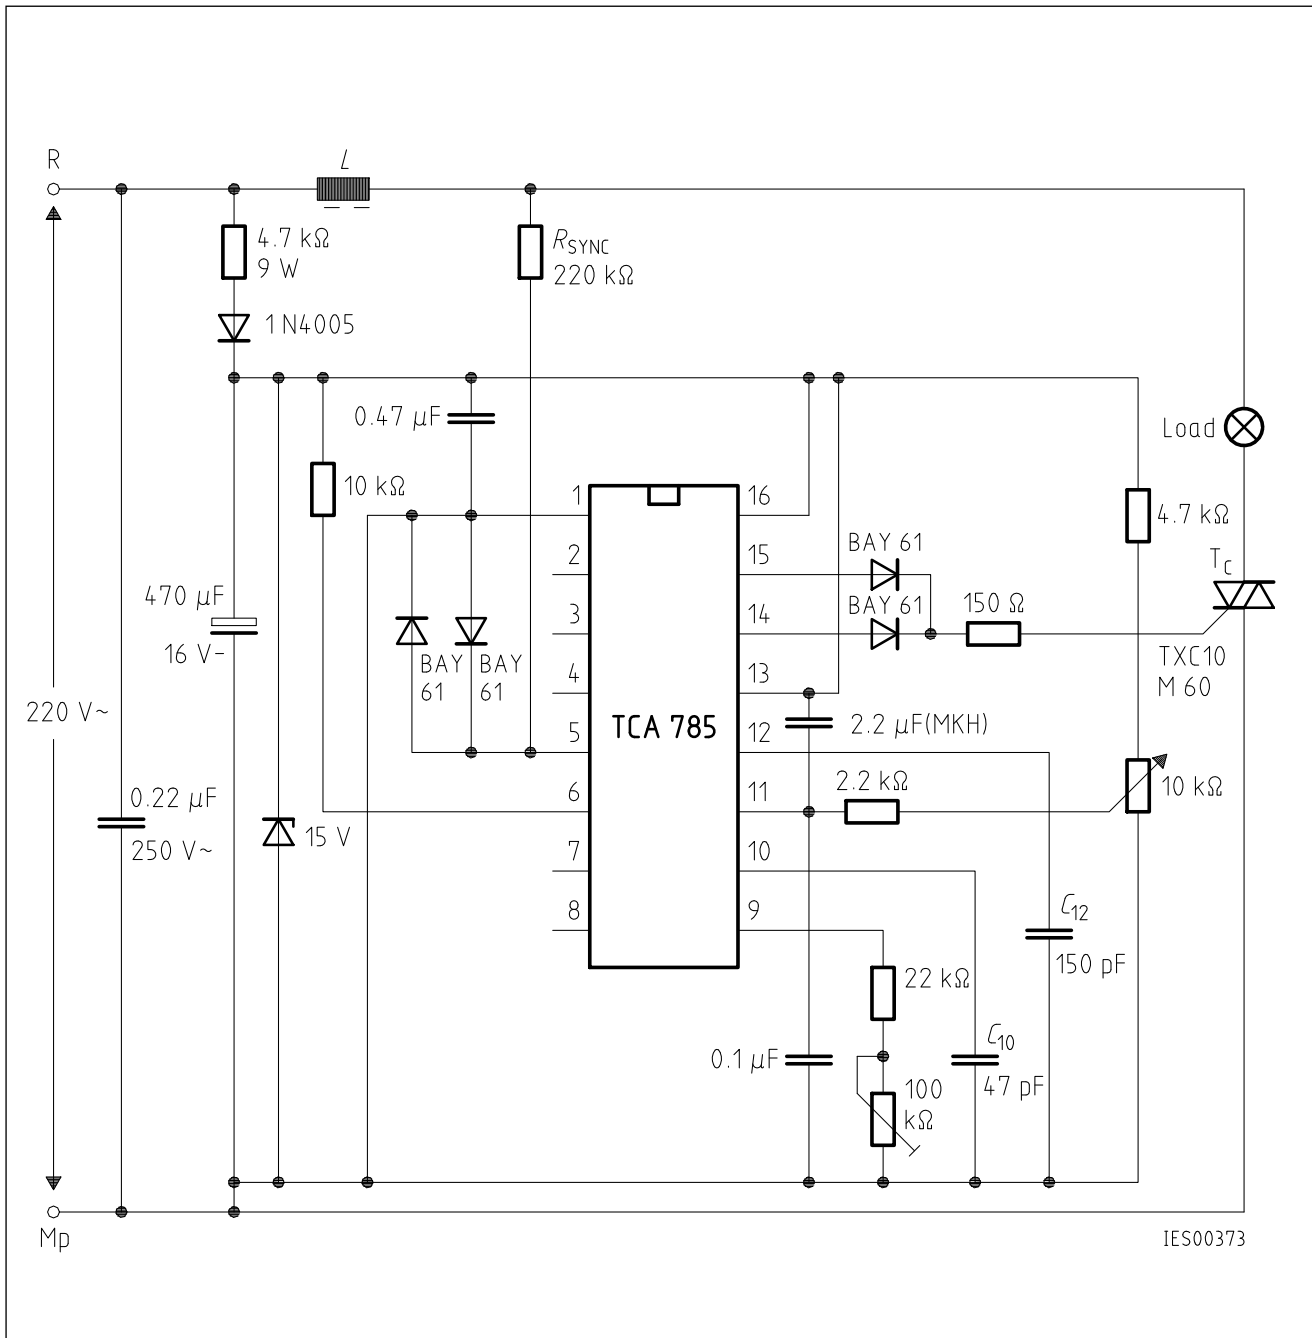 R
L
4.7 kΩ
9 W
R SYNC
220 kΩ
1N4005
0.47 µF
Load
10 kΩ
1
16
4.7 kΩ
BAY 61
2
15
T C
470 µF
BAY 61
150 Ω
3
14
16 V-
BAY
61
BAY
61
TXC10
M 60
4
13
220 V~
TCA 785
2.2 µF(MKH)
5
12
2.2 kΩ
10 kΩ
0.22 µF
6
11
250 V~
15 V
7
10
8
9
C12
150 pF
22 kΩ
C10
0.1 µF
47 pF
100
kΩ
Mp
IES00373